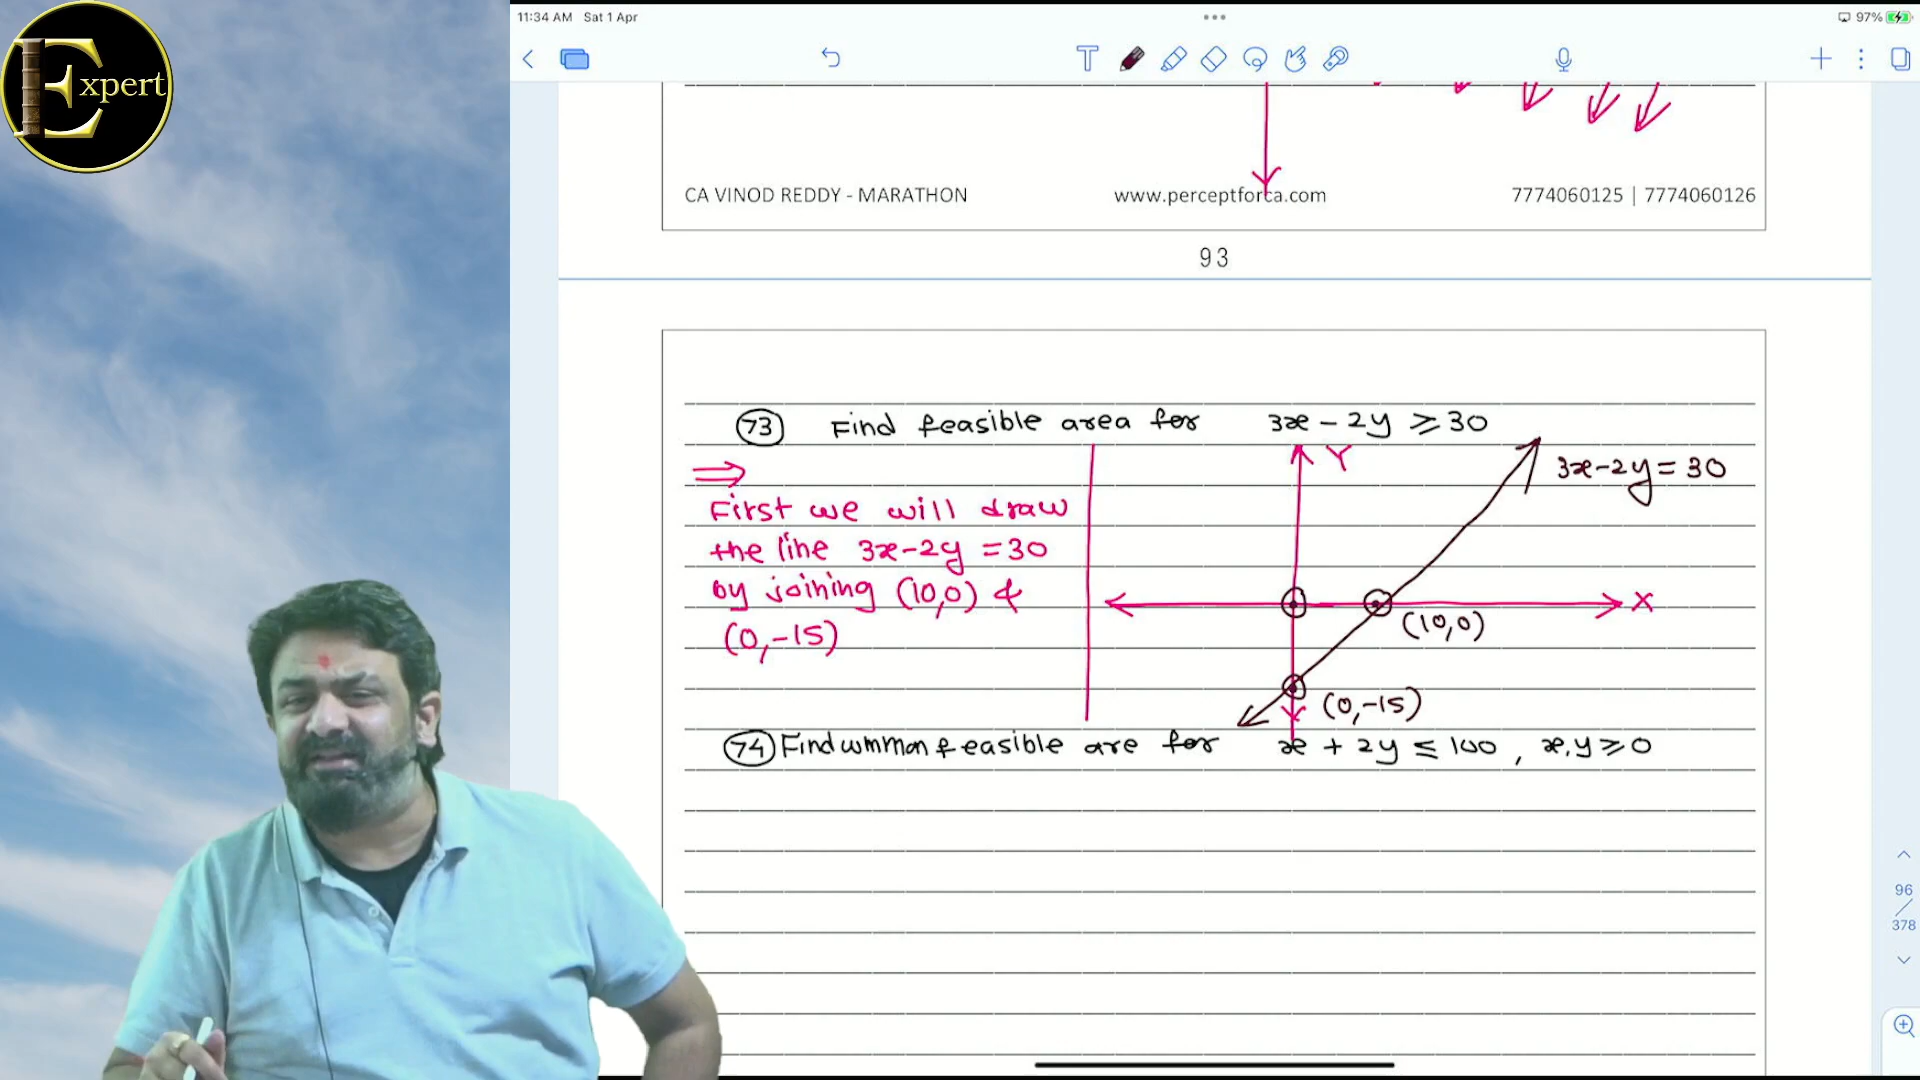 Expert
11:34 AM Sat 1 Apr
97%
CA VINOD REDDY - MARATHON www.perceptforca.com 7774060125 | 7774060126
93
73 Find feasible area for 3x - 2y ≥ 30
Y
3x-2y = 30
⇒
First we will draw
the line 3x-2y = 30
by joining (10,0) &
(0,-15)
X
(10,0)
(0,-15)
74 Find common feasible are for x + 2y ≤ 100, x,y ≥ 0
96
378